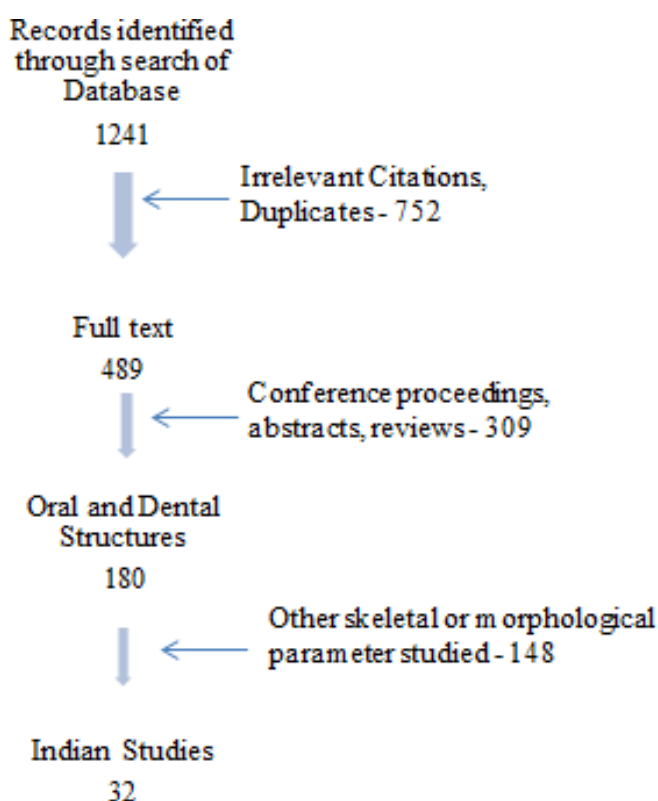 Records identified
through search of
Database
1241
Irrelevant Citations,
Duplicates - 752
Full text
489
Conference proceedings,
abstracts, reviews - 309
Oral and Dental
Structures
180
Other skeletal or morphological
parameter studied - 148
Indian Studies
32